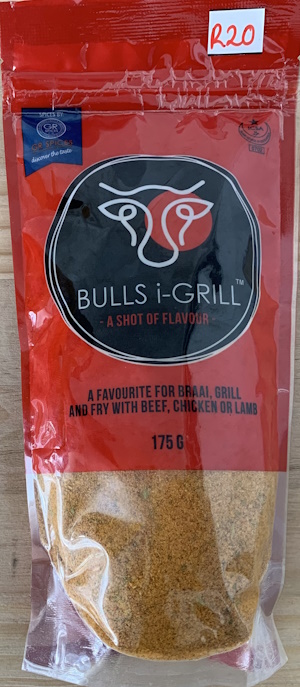 R20
SPICES BY
discover the taste
BULLS i-GRILL™
- A SHOT OF FLAVOUR -
A FAVOURITE FOR BRAAI, GRILL
AND FRY WITH BEEF, CHICKEN OR LAMB
175 G